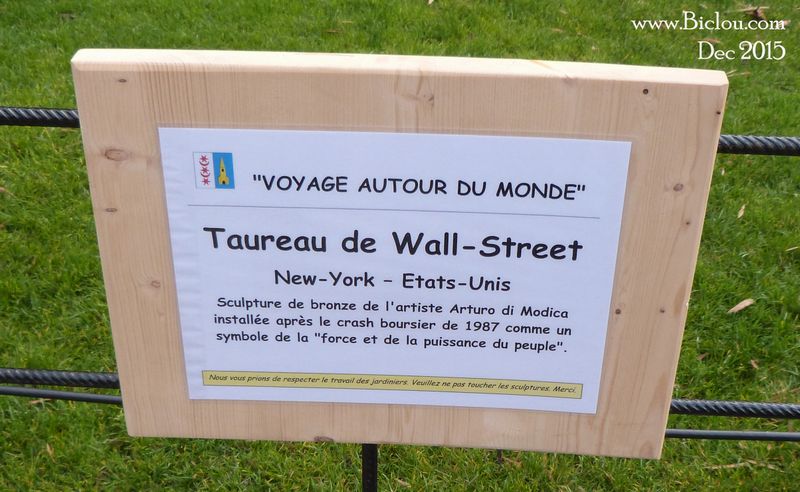 www.Biclou.com
Dec 2015
"VOYAGE AUTOUR DU MONDE"
Taureau de Wall-Street
New-York – Etats-Unis
Sculpture de bronze de l'artiste Arturo di Modica
installée après le crash boursier de 1987 comme un
symbole de la "force et de la puissance du peuple".
Nous vous prions de respecter le travail des jardiniers. Veuillez ne pas toucher les sculptures. Merci.